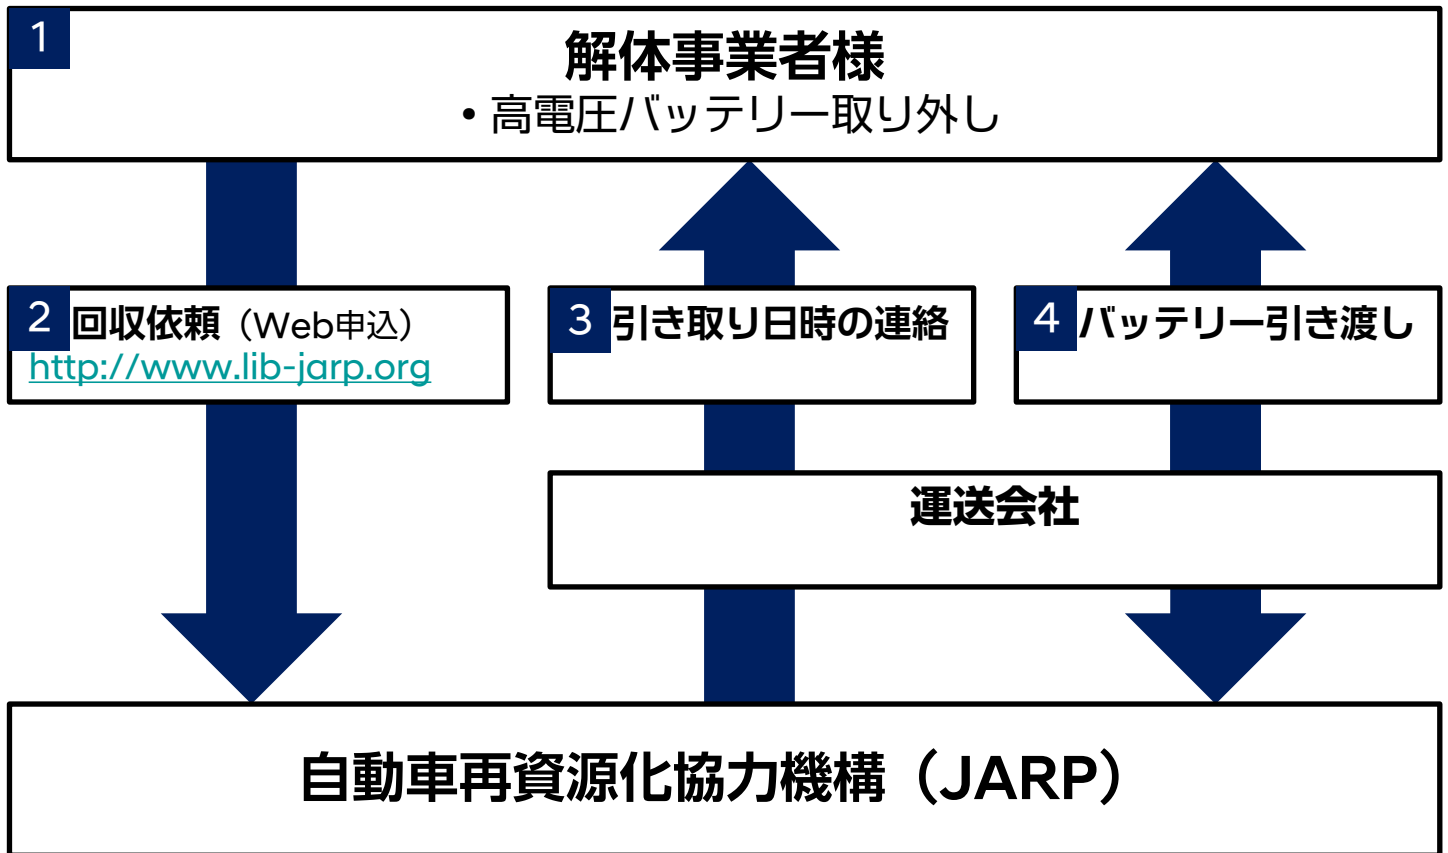 1
解体事業者様
• 高電圧バッテリー取り外し
2 回収依頼（Web申込）
http://www.lib-jarp.org
3 引き取り日時の連絡
4 バッテリー引き渡し
運送会社
自動車再資源化協力機構（JARP）